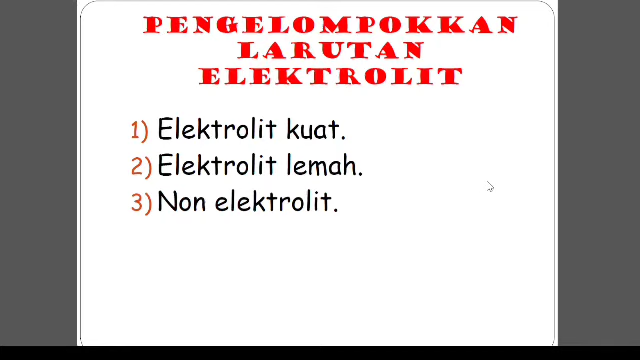 PENGELOMPOKKAN
LARUTAN
ELEKTROLIT
1) Elektrolit kuat.
2) Elektrolit lemah.
3) Non elektrolit.